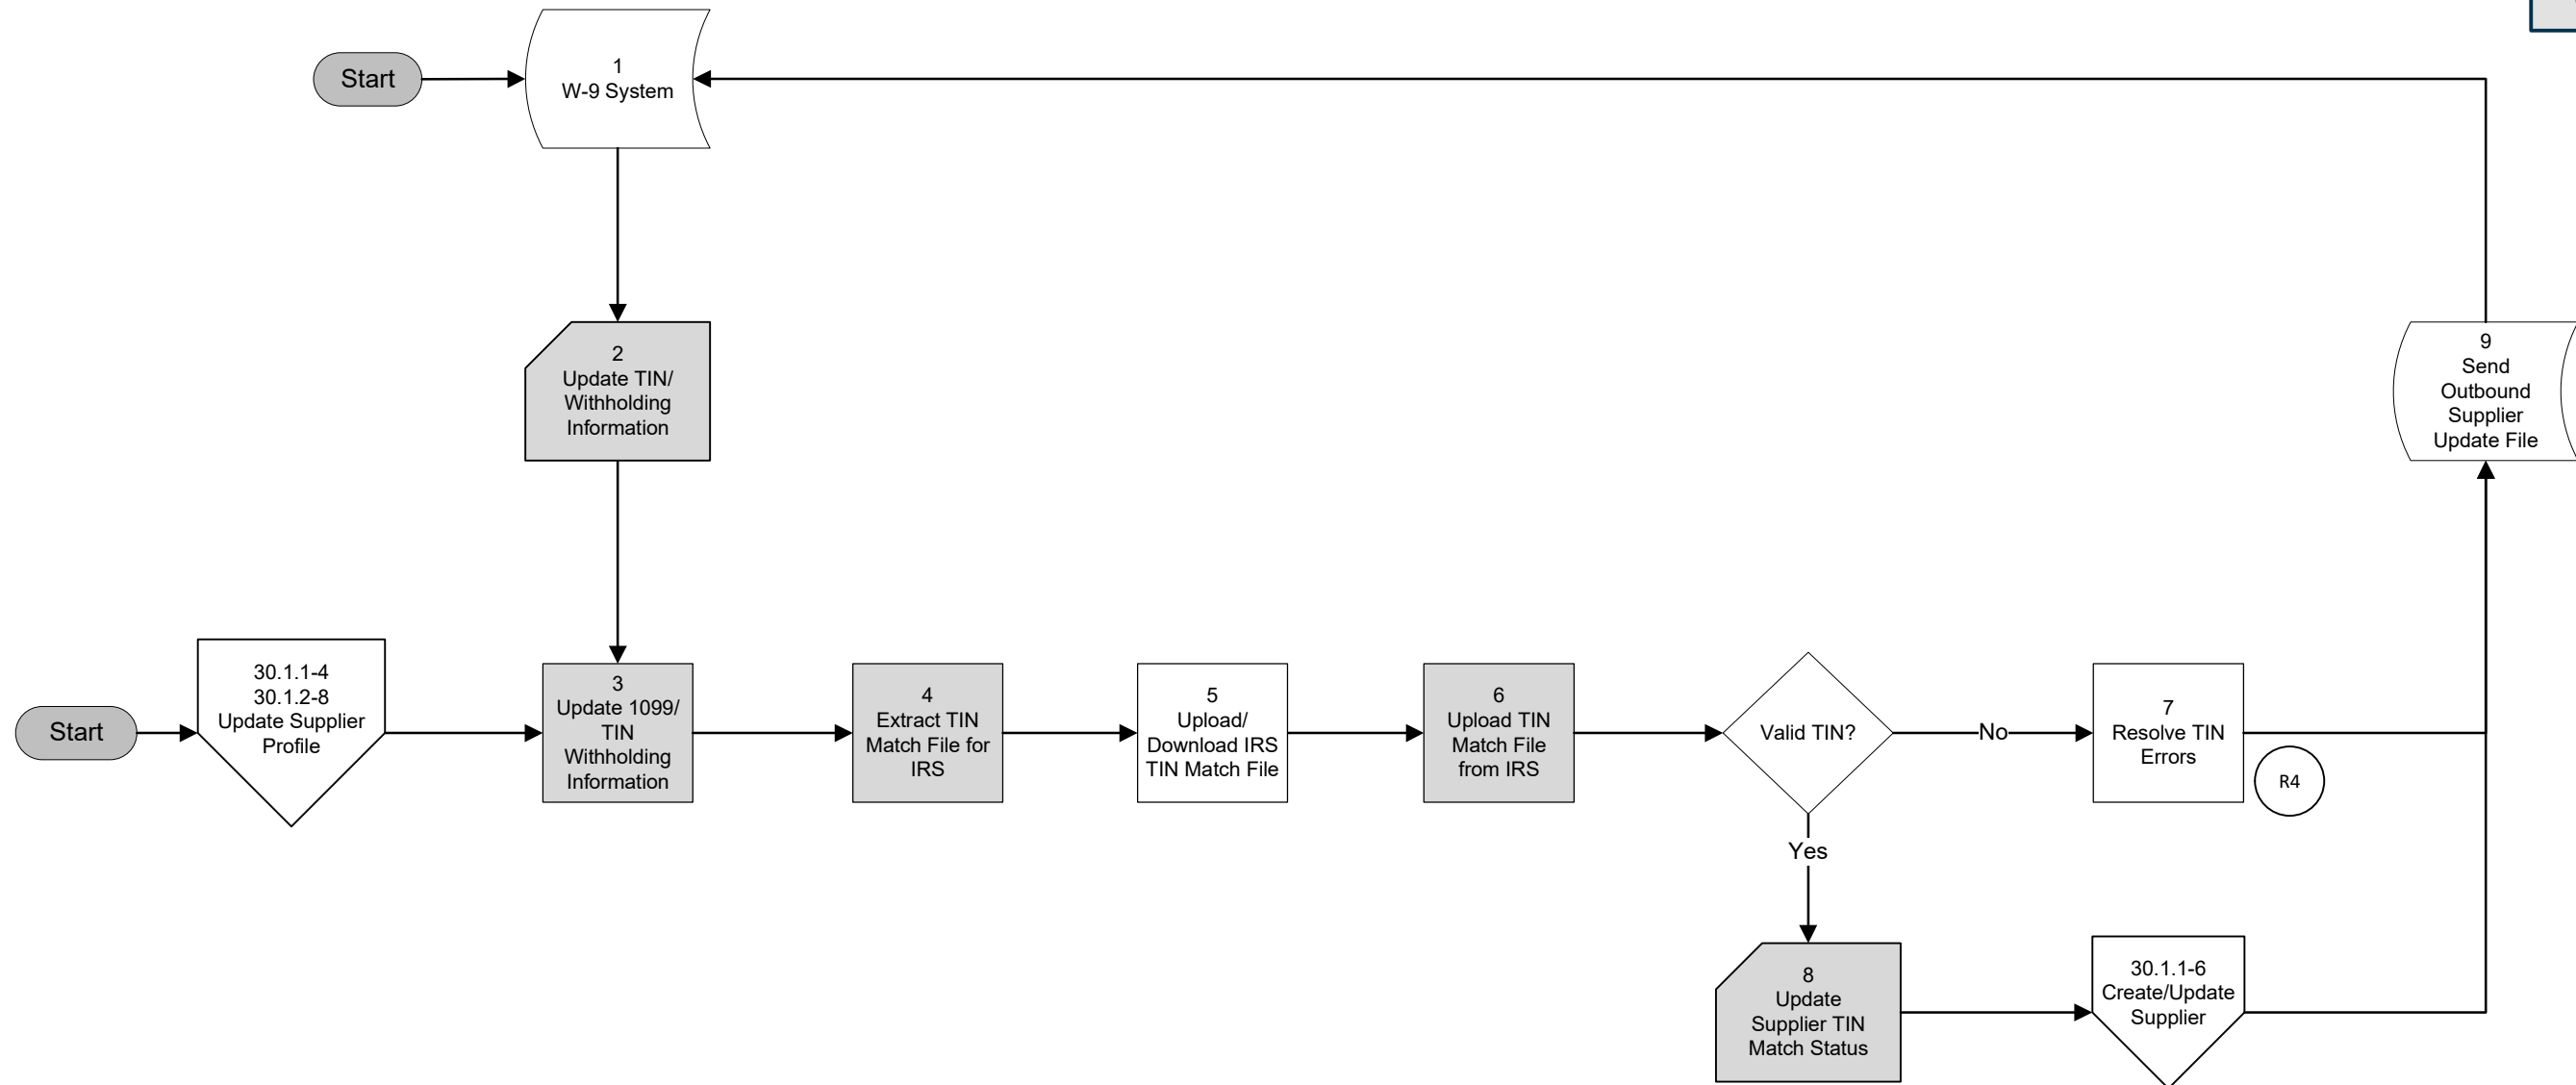 Start
1
W-9 System
2
Update TIN/
Withholding
Information
9
Send
Outbound
Supplier
Update File
Start
30.1.1-4
30.1.2-8
Update Supplier
Profile
3
Update 1099/
TIN
Withholding
Information
4
Extract TIN
Match File for
IRS
5
Upload/
Download IRS
TIN Match File
6
Upload TIN
Match File
from IRS
Valid TIN?
No
7
Resolve TIN
Errors
R4
Yes
8
Update
Supplier TIN
Match Status
30.1.1-6
Create/Update
Supplier